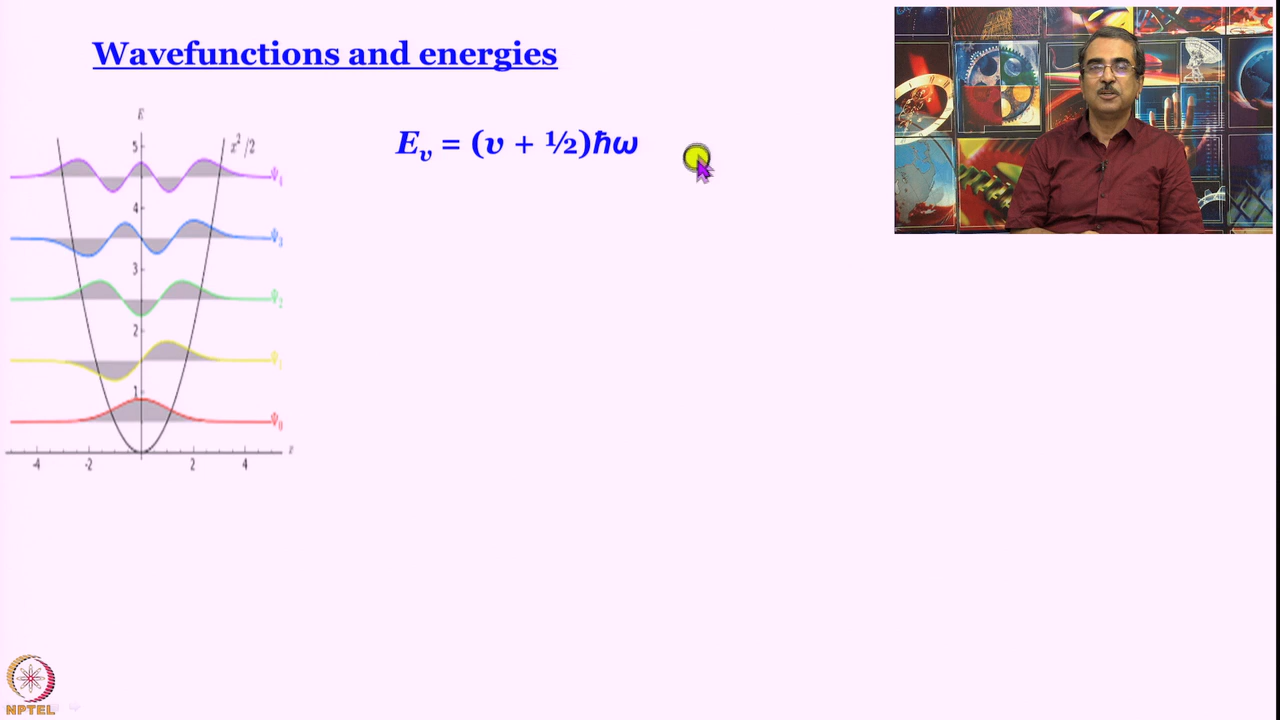 Wavefunctions and energies
E_v = (v + ½)ħω
E
5
x²/2
Ψ₄
4
Ψ₃
3
Ψ₂
2
Ψ₁
1
Ψ₀
-4 -2 2 4
NPTEL